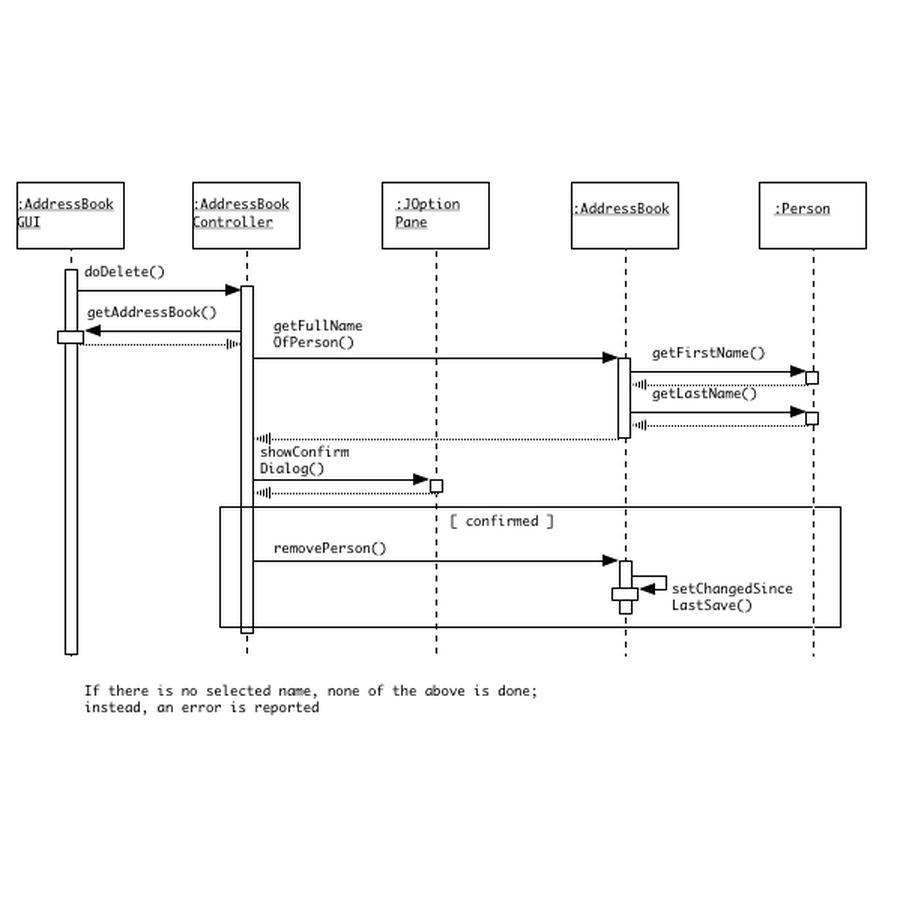 :AddressBook
GUI
:AddressBook
Controller
:JOption
Pane
:AddressBook
:Person
doDelete()
getAddressBook()
getFullName
OfPerson()
getFirstName()
getLastName()
showConfirm
Dialog()
[ confirmed ]
removePerson()
setChangedSince
LastSave()
If there is no selected name, none of the above is done;
instead, an error is reported